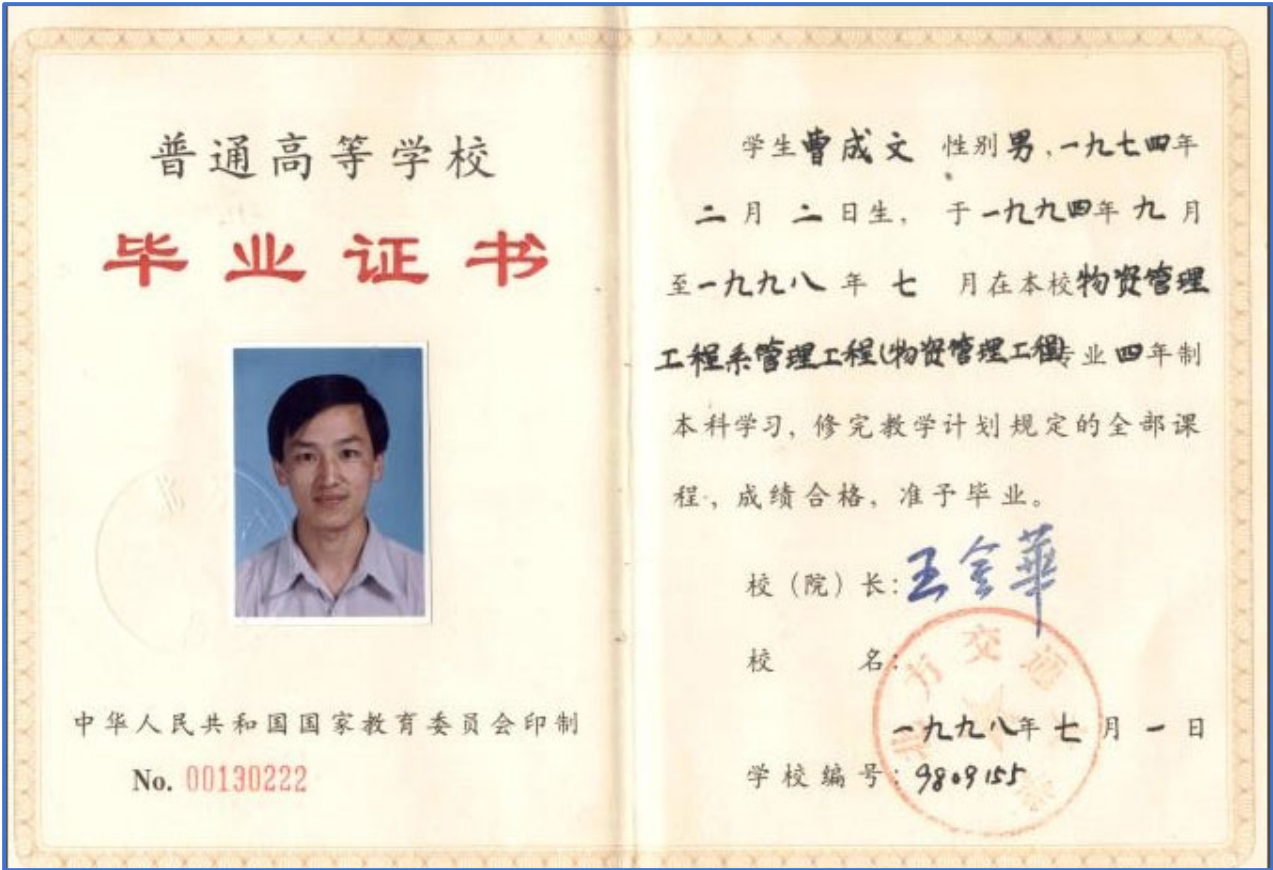 普通高等学校
毕业证书
中华人民共和国国家教育委员会印制
No. 00130222
学生曹成文 性别男,一九七四年
二月二日生, 于一九九四年九月
至一九九八年七 月在本校物资管理
工程系管理工程(物资管理工程)专业四年制
本科学习, 修完教学计划规定的全部课
程, 成绩合格, 准予毕业。
校(院)长: 王金華
校 名:
北方交通大学
一九九八年七月一日
学校编号: 9809155